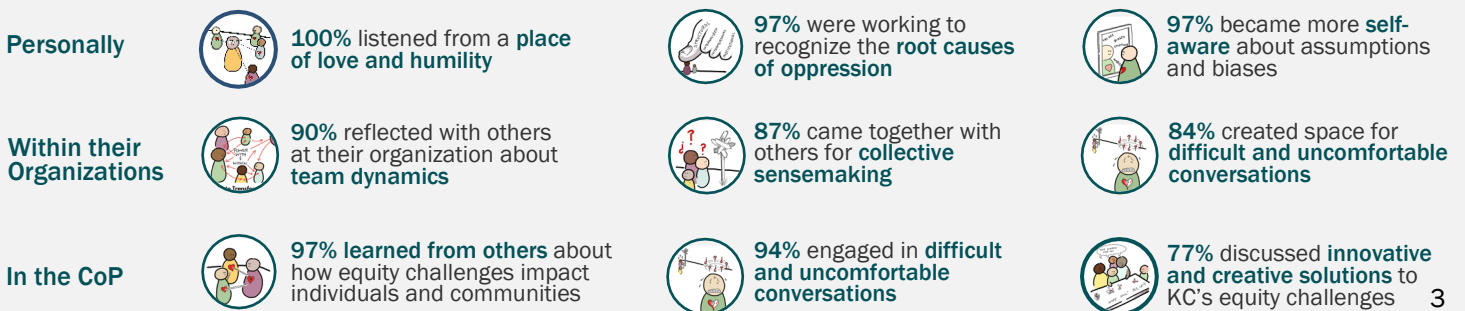 Personally
100% listened from a place
of love and humility
97% were working to
recognize the root causes
of oppression
97% became more self-
aware about assumptions
and biases
Within their
Organizations
90% reflected with others
at their organization about
team dynamics
87% came together with
others for collective
sensemaking
84% created space for
difficult and uncomfortable
conversations
In the CoP
97% learned from others about
how equity challenges impact
individuals and communities
94% engaged in difficult
and uncomfortable
conversations
77% discussed innovative
and creative solutions to
KC's equity challenges
3